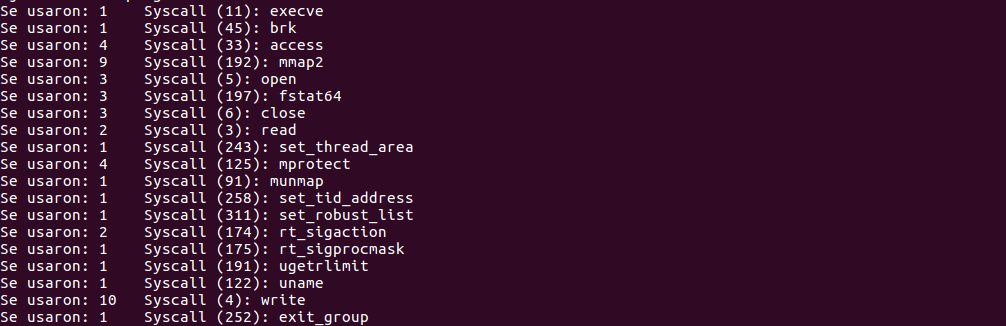 Se usaron: 1 Syscall (11): execve
Se usaron: 1 Syscall (45): brk
Se usaron: 4 Syscall (33): access
Se usaron: 9 Syscall (192): mmap2
Se usaron: 3 Syscall (5): open
Se usaron: 3 Syscall (197): fstat64
Se usaron: 3 Syscall (6): close
Se usaron: 2 Syscall (3): read
Se usaron: 1 Syscall (243): set_thread_area
Se usaron: 4 Syscall (125): mprotect
Se usaron: 1 Syscall (91): munmap
Se usaron: 1 Syscall (258): set_tid_address
Se usaron: 1 Syscall (311): set_robust_list
Se usaron: 2 Syscall (174): rt_sigaction
Se usaron: 1 Syscall (175): rt_sigprocmask
Se usaron: 1 Syscall (191): ugetrlimit
Se usaron: 1 Syscall (122): uname
Se usaron: 10 Syscall (4): write
Se usaron: 1 Syscall (252): exit_group